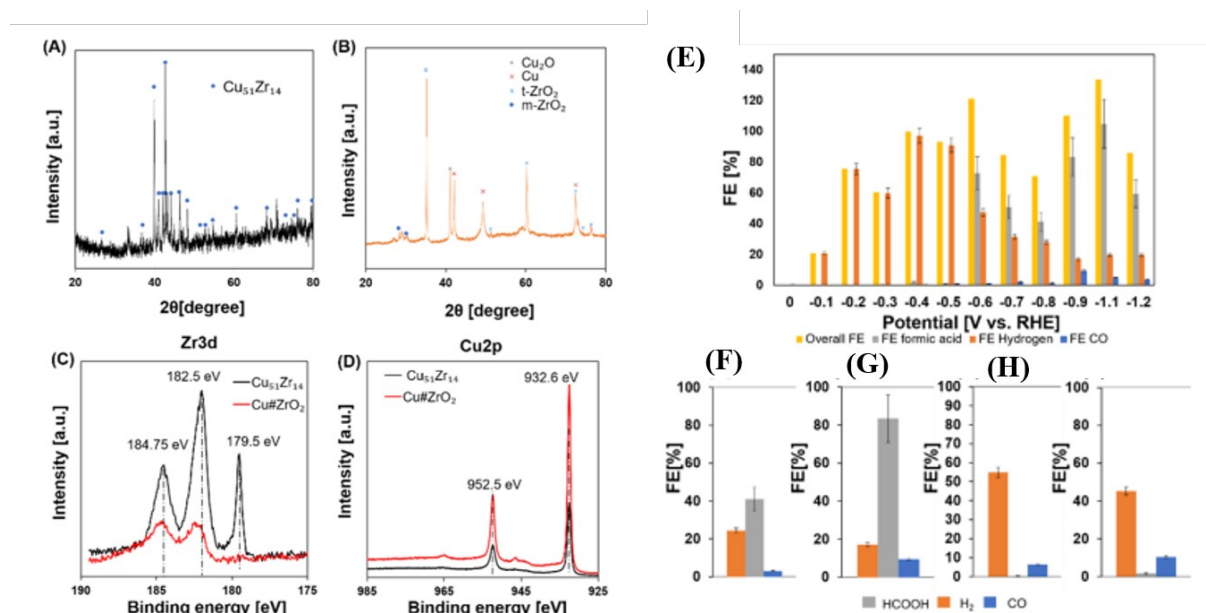 (A)
Cu₅₁Zr₁₄
Intensity [a.u.]
20 40 60 80
2θ[degree]
(B)
Cu₂O
Cu
t-ZrO₂
m-ZrO₂
Intensity [a.u.]
20 40 60 80
2θ [degree]
(C)
Zr3d
182.5 eV
Cu₅₁Zr₁₄
Cu#ZrO₂
184.75 eV
179.5 eV
Intensity [a.u.]
190 185 180 175
Binding energy [eV]
(D)
Cu2p
Cu₅₁Zr₁₄
Cu#ZrO₂
932.6 eV
952.5 eV
Intensity [a.u.]
985 965 945 925
Binding energy [eV]
(E)
FE [%]
140
120
100
80
60
40
20
0
0 -0.1 -0.2 -0.3 -0.4 -0.5 -0.6 -0.7 -0.8 -0.9 -1.1 -1.2
Potential [V vs. RHE]
Overall FE FE formic acid FE Hydrogen FE CO
(F)
FE[%]
100
80
60
40
20
0
(G)
FE[%]
100
80
60
40
20
0
(H)
FE[%]
100
90
80
70
60
50
40
30
20
10
0
FE[%]
100
80
60
40
20
0
HCOOH H₂ CO